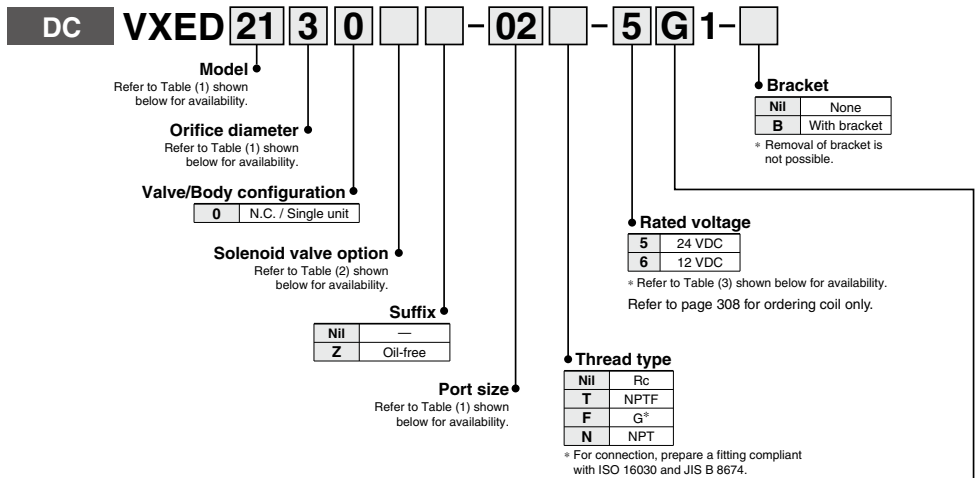 DC VXED 21 3 0 - 02 - 5 G 1-
Model
Refer to Table (1) shown
below for availability.
Orifice diameter
Refer to Table (1) shown
below for availability.
Valve/Body configuration
0 N.C. / Single unit
Solenoid valve option
Refer to Table (2) shown
below for availability.
Suffix
Nil —
Z Oil-free
Port size
Refer to Table (1) shown
below for availability.
Thread type
Nil Rc
T NPTF
F G*
N NPT
* For connection, prepare a fitting compliant
with ISO 16030 and JIS B 8674.
Rated voltage
5 24 VDC
6 12 VDC
* Refer to Table (3) shown below for availability.
Refer to page 308 for ordering coil only.
Bracket
Nil None
B With bracket
* Removal of bracket is
not possible.